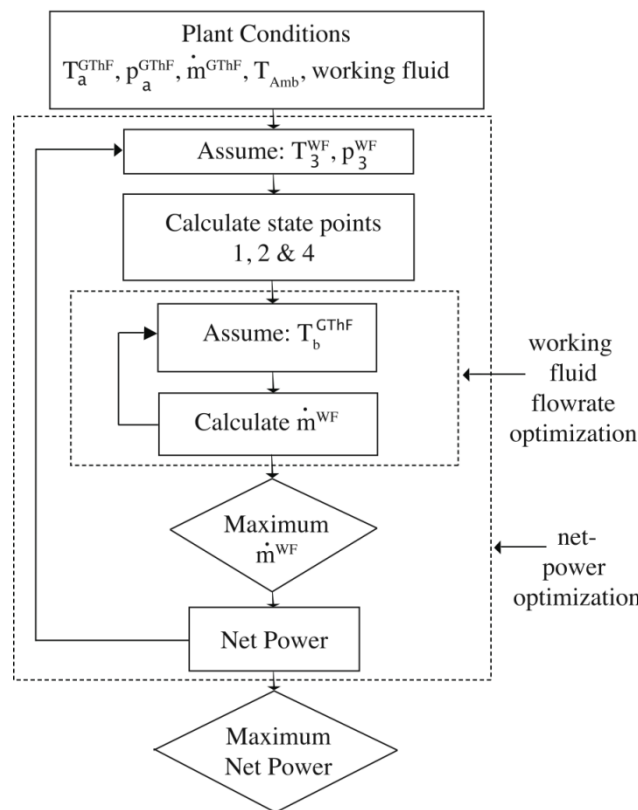 Plant Conditions
T_a^GThF, p_a^GThF, ṁ^GThF, T_Amb, working fluid
Assume: T_3^WF, p_3^WF
Calculate state points
1, 2 & 4
Assume: T_b^GThF
Calculate ṁ^WF
working
fluid
flowrate
optimization
Maximum
ṁ^WF
net-
power
optimization
Net Power
Maximum
Net Power